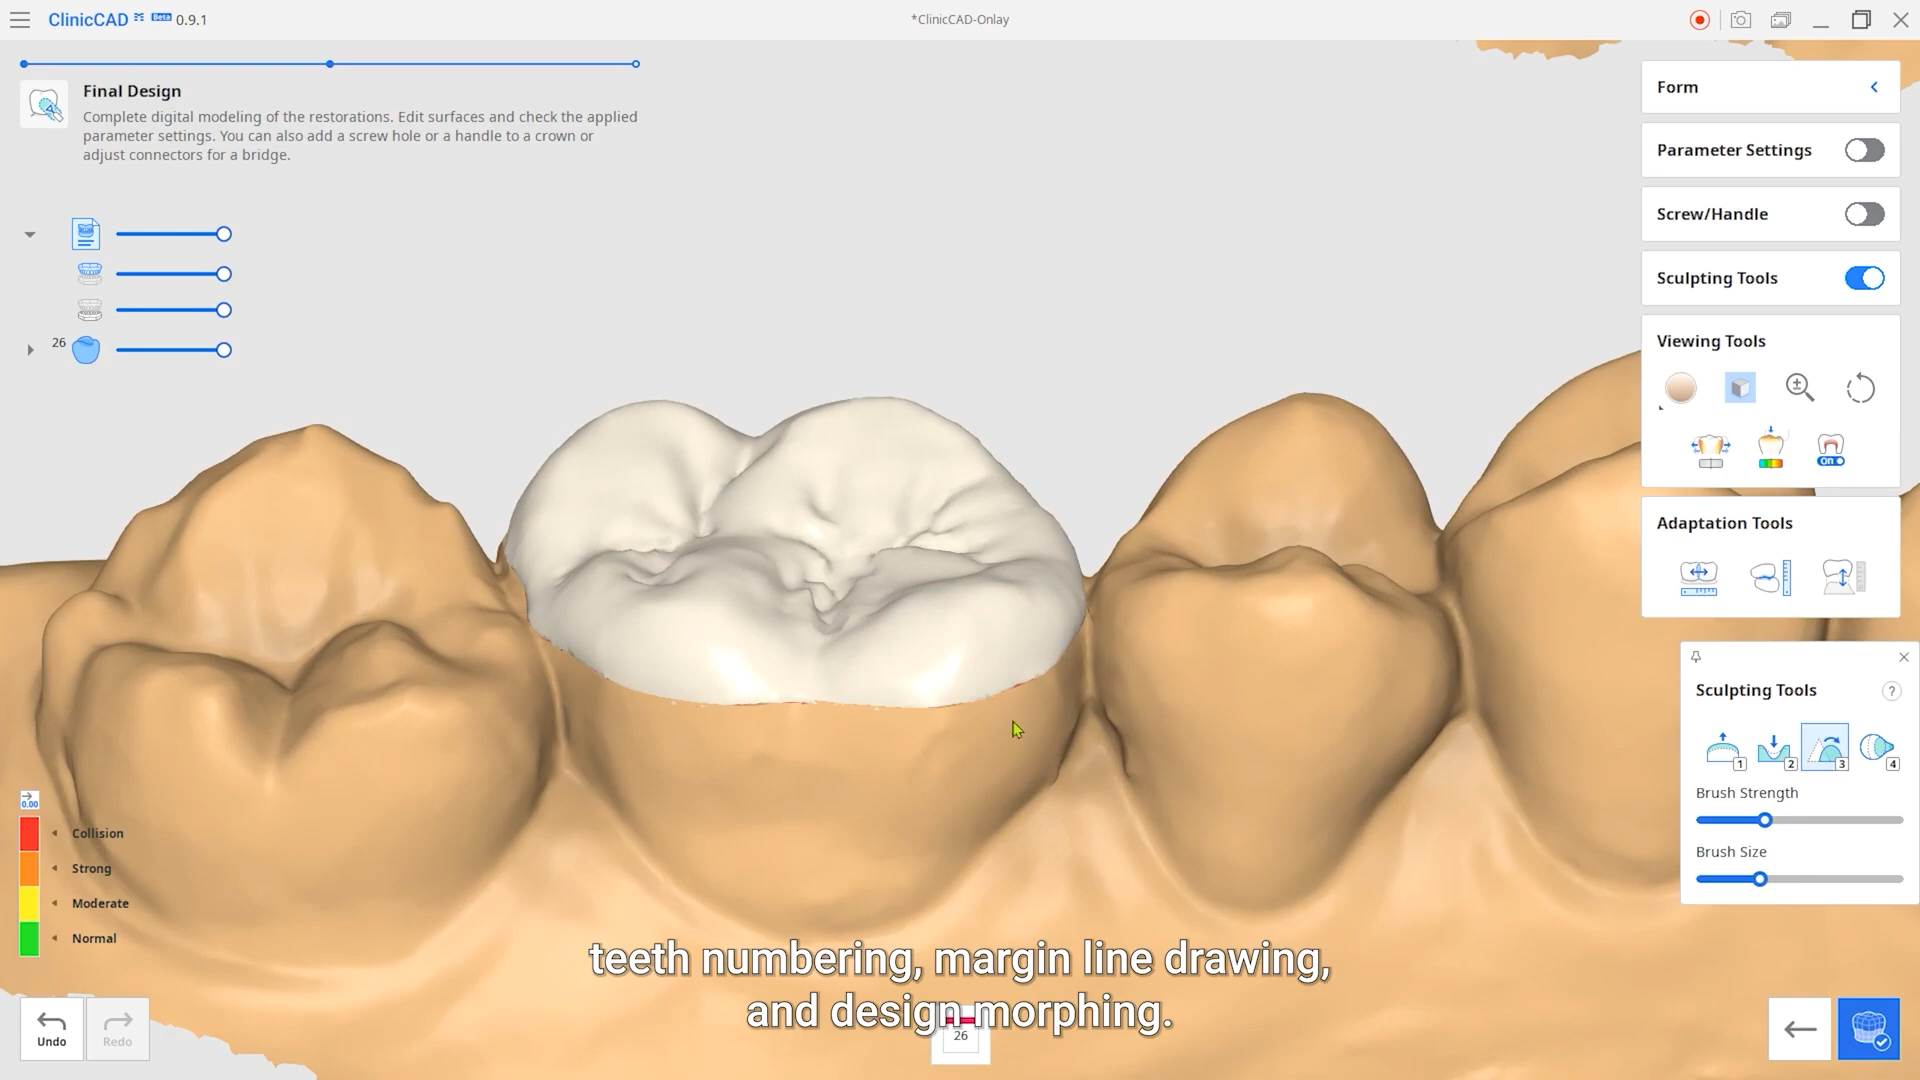 ClinicCAD Beta 0.9.1
*ClinicCAD-Onlay
Final Design
Complete digital modeling of the restorations. Edit surfaces and check the applied
parameter settings. You can also add a screw hole or a handle to a crown or
adjust connectors for a bridge.
26
Form
Parameter Settings
Screw/Handle
Sculpting Tools
Viewing Tools
On
Adaptation Tools
Sculpting Tools
?
1
2
3
4
Brush Strength
Brush Size
0.00
Collision
Strong
Moderate
Normal
teeth numbering, margin line drawing,
and design morphing.
26
Undo
Redo